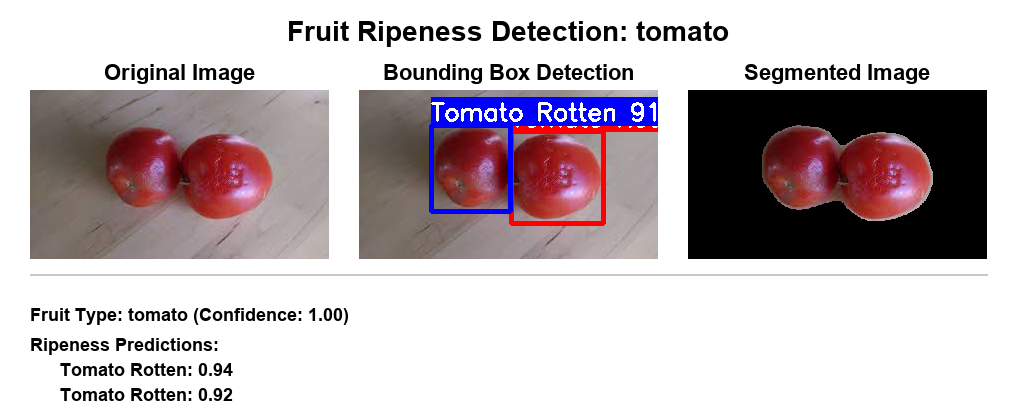 Fruit Ripeness Detection: tomato
Original Image
Bounding Box Detection
Segmented Image
Tomato Rotten 91
Fruit Type: tomato (Confidence: 1.00)
Ripeness Predictions:
Tomato Rotten: 0.94
Tomato Rotten: 0.92